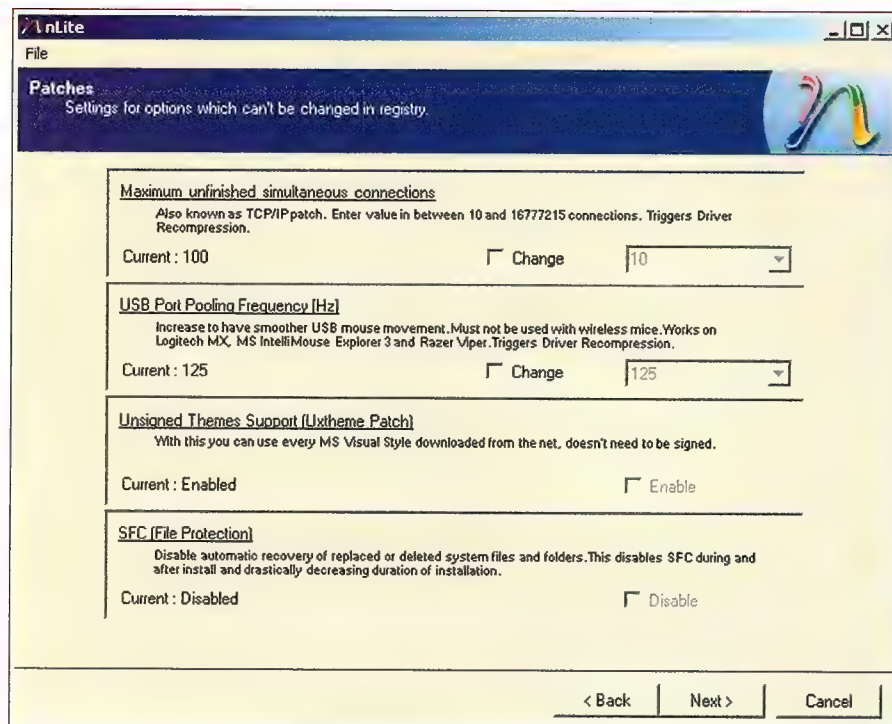 nLite
File
Patches
Settings for options which can't be changed in registry.
Maximum unfinished simultaneous connections
Also known as TCP/IP patch. Enter value in between 10 and 16777215 connections. Triggers Driver
Recompression.
Current : 100
Change
10
USB Port Pooling Frequency [Hz]
Increase to have smoother USB mouse movement.Must not be used with wireless mice.Works on
Logitech MX, MS IntelliMouse Explorer 3 and Razer Viper.Triggers Driver Recompression.
Current : 125
Change
125
Unsigned Themes Support (Uxtheme Patch)
With this you can use every MS Visual Style downloaded from the net, doesn't need to be signed.
Current : Enabled
Enable
SFC (File Protection)
Disable automatic recovery of replaced or deleted system files and folders.This disables SFC during and
after install and drastically decreasing duration of installation.
Current : Disabled
Disable
< Back
Next >
Cancel